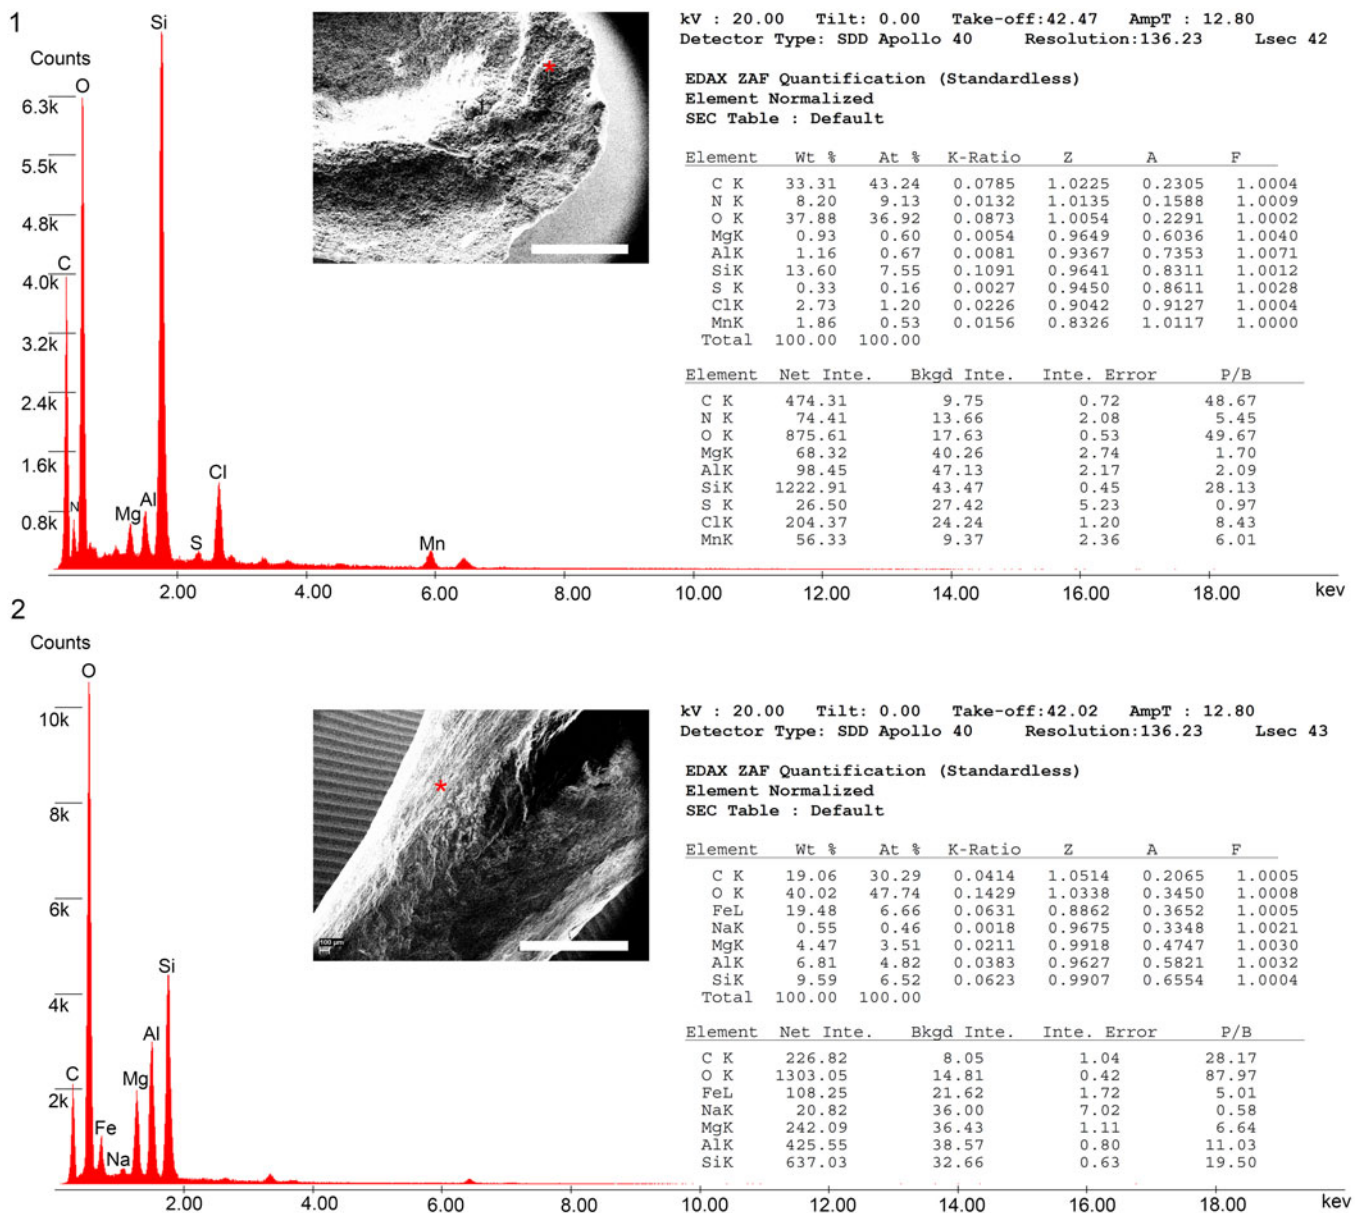 1
Counts
6.3k
5.5k
4.8k
4.0k
3.2k
2.4k
1.6k
0.8k
C
N
O
Mg
Al
Si
S
Cl
Mn
2.00 4.00 6.00 8.00 10.00 12.00 14.00 16.00 18.00 kev
*
kV : 20.00 Tilt: 0.00 Take-off:42.47 AmpT : 12.80
Detector Type: SDD Apollo 40 Resolution:136.23 Lsec 42
EDAX ZAF Quantification (Standardless)
Element Normalized
SEC Table : Default
Element Wt % At % K-Ratio Z A F
C K 33.31 43.24 0.0785 1.0225 0.2305 1.0004
N K 8.20 9.13 0.0132 1.0135 0.1588 1.0009
O K 37.88 36.92 0.0873 1.0054 0.2291 1.0002
MgK 0.93 0.60 0.0054 0.9649 0.6036 1.0040
AlK 1.16 0.67 0.0081 0.9367 0.7353 1.0071
SiK 13.60 7.55 0.1091 0.9641 0.8311 1.0012
S K 0.33 0.16 0.0027 0.9450 0.8611 1.0028
ClK 2.73 1.20 0.0226 0.9042 0.9127 1.0004
MnK 1.86 0.53 0.0156 0.8326 1.0117 1.0000
Total 100.00 100.00
Element Net Inte. Bkgd Inte. Inte. Error P/B
C K 474.31 9.75 0.72 48.67
N K 74.41 13.66 2.08 5.45
O K 875.61 17.63 0.53 49.67
MgK 68.32 40.26 2.74 1.70
AlK 98.45 47.13 2.17 2.09
SiK 1222.91 43.47 0.45 28.13
S K 26.50 27.42 5.23 0.97
ClK 204.37 24.24 1.20 8.43
MnK 56.33 9.37 2.36 6.01
2
Counts
10k
8k
6k
4k
2k
C
O
Fe
Na
Mg
Al
Si
2.00 4.00 6.00 8.00 10.00 12.00 14.00 16.00 18.00 kev
*
100 µm
kV : 20.00 Tilt: 0.00 Take-off:42.02 AmpT : 12.80
Detector Type: SDD Apollo 40 Resolution:136.23 Lsec 43
EDAX ZAF Quantification (Standardless)
Element Normalized
SEC Table : Default
Element Wt % At % K-Ratio Z A F
C K 19.06 30.29 0.0414 1.0514 0.2065 1.0005
O K 40.02 47.74 0.1429 1.0338 0.3450 1.0008
FeL 19.48 6.66 0.0631 0.8862 0.3652 1.0005
NaK 0.55 0.46 0.0018 0.9675 0.3348 1.0021
MgK 4.47 3.51 0.0211 0.9918 0.4747 1.0030
AlK 6.81 4.82 0.0383 0.9627 0.5821 1.0032
SiK 9.59 6.52 0.0623 0.9907 0.6554 1.0004
Total 100.00 100.00
Element Net Inte. Bkgd Inte. Inte. Error P/B
C K 226.82 8.05 1.04 28.17
O K 1303.05 14.81 0.42 87.97
FeL 108.25 21.62 1.72 5.01
NaK 20.82 36.00 7.02 0.58
MgK 242.09 36.43 1.11 6.64
AlK 425.55 38.57 0.80 11.03
SiK 637.03 32.66 0.63 19.50